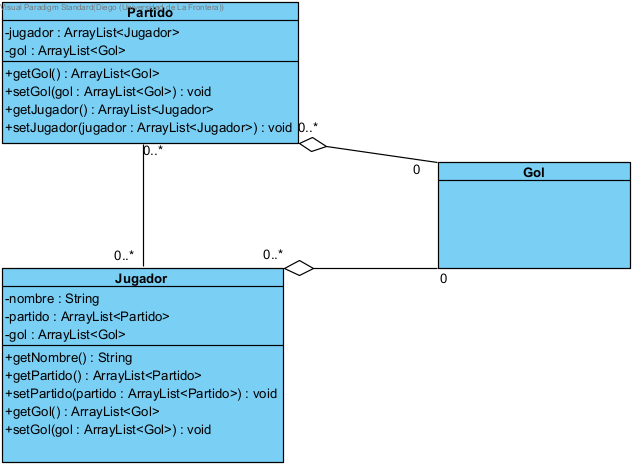 Visual Paradigm Standard(Diego (Universidad de La Frontera))
Partido
-jugador : ArrayList<Jugador>
-gol : ArrayList<Gol>
+getGol() : ArrayList<Gol>
+setGol(gol : ArrayList<Gol>) : void
+getJugador() : ArrayList<Jugador>
+setJugador(jugador : ArrayList<Jugador>) : void
0..*
0..*
0
Gol
0..*
0..*
0
Jugador
-nombre : String
-partido : ArrayList<Partido>
-gol : ArrayList<Gol>
+getNombre() : String
+getPartido() : ArrayList<Partido>
+setPartido(partido : ArrayList<Partido>) : void
+getGol() : ArrayList<Gol>
+setGol(gol : ArrayList<Gol>) : void